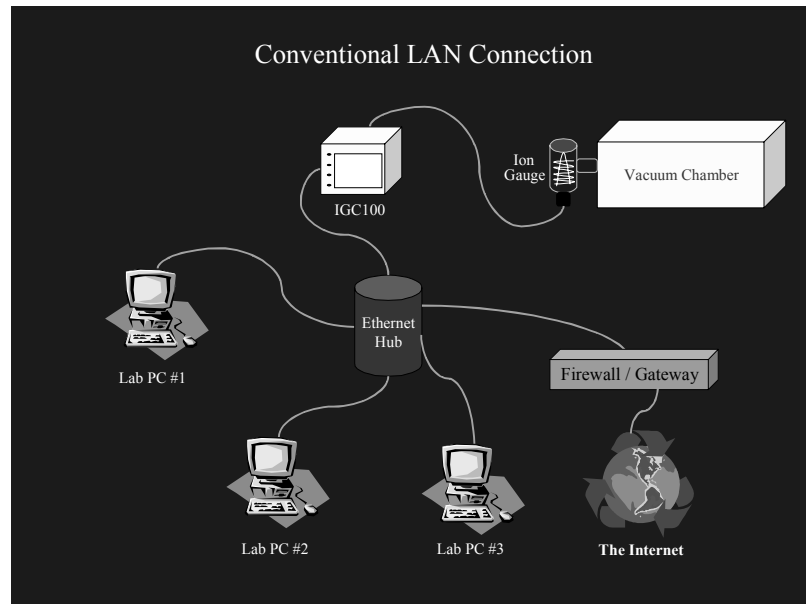 Conventional LAN Connection
Ion
Gauge
Vacuum Chamber
IGC100
Ethernet
Hub
Lab PC #1
Firewall / Gateway
Lab PC #2
Lab PC #3
The Internet